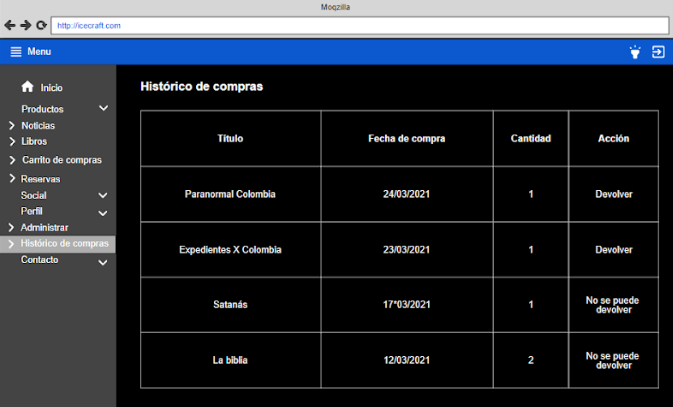 Moqzilla
http://icecraft.com
Menu
Inicio
Productos
Noticias
Libros
Carrito de compras
Reservas
Social
Perfil
Administrar
Histórico de compras
Contacto
Histórico de compras
Título Fecha de compra Cantidad Acción
Paranormal Colombia 24/03/2021 1 Devolver
Expedientes X Colombia 23/03/2021 1 Devolver
Satanás 17*03/2021 1 No se puede
devolver
La biblia 12/03/2021 2 No se puede
devolver